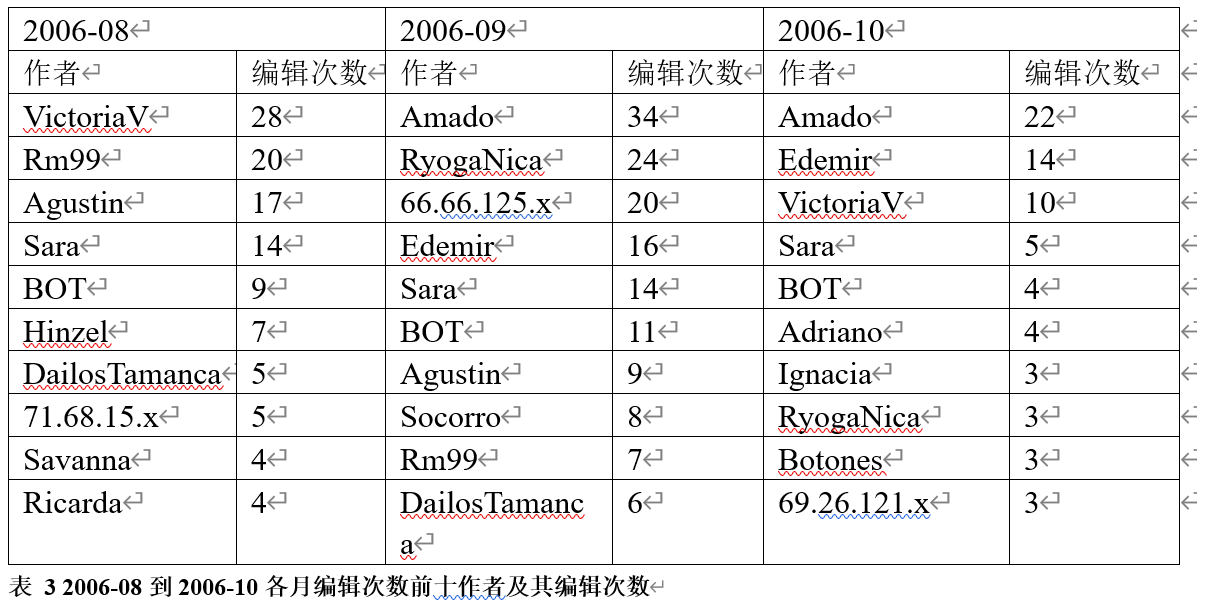 2006-08 2006-09 2006-10
作者 编辑次数 作者 编辑次数 作者 编辑次数
VictoriaV 28 Amado 34 Amado 22
Rm99 20 RyogaNica 24 Edemir 14
Agustin 17 66.66.125.x 20 VictoriaV 10
Sara 14 Edemir 16 Sara 5
BOT 9 Sara 14 BOT 4
Hinzel 7 BOT 11 Adriano 4
DailosTamanca 5 Agustin 9 Ignacia 3
71.68.15.x 5 Socorro 8 RyogaNica 3
Savanna 4 Rm99 7 Botones 3
Ricarda 4 DailosTamanc 6 69.26.121.x 3
a
表 3 2006-08 到 2006-10 各月编辑次数前十作者及其编辑次数